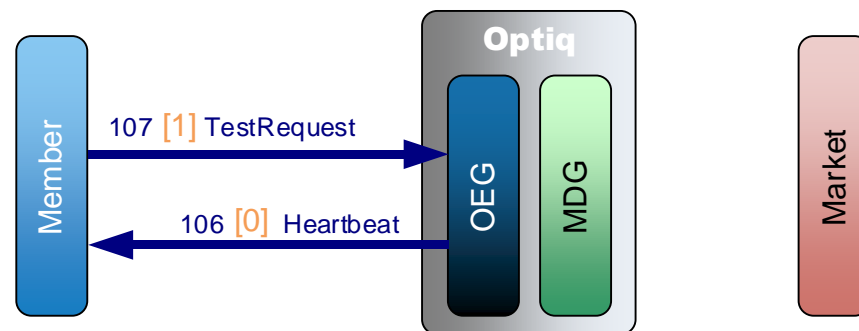 Optiq
Member
107 [1] TestRequest
106 [0] Heartbeat
OEG
MDG
Market